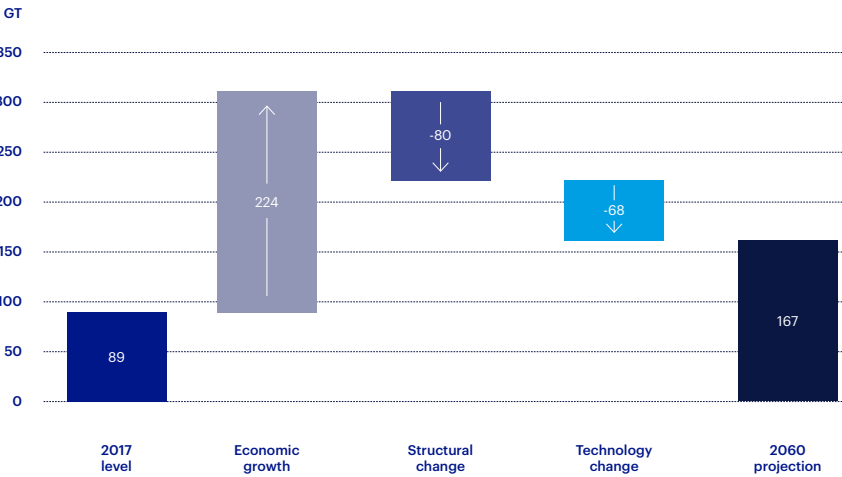 GT
350
300
250
200
150
100
50
0
224
-80
-68
89
167
2017
level
Economic
growth
Structural
change
Technology
change
2060
projection